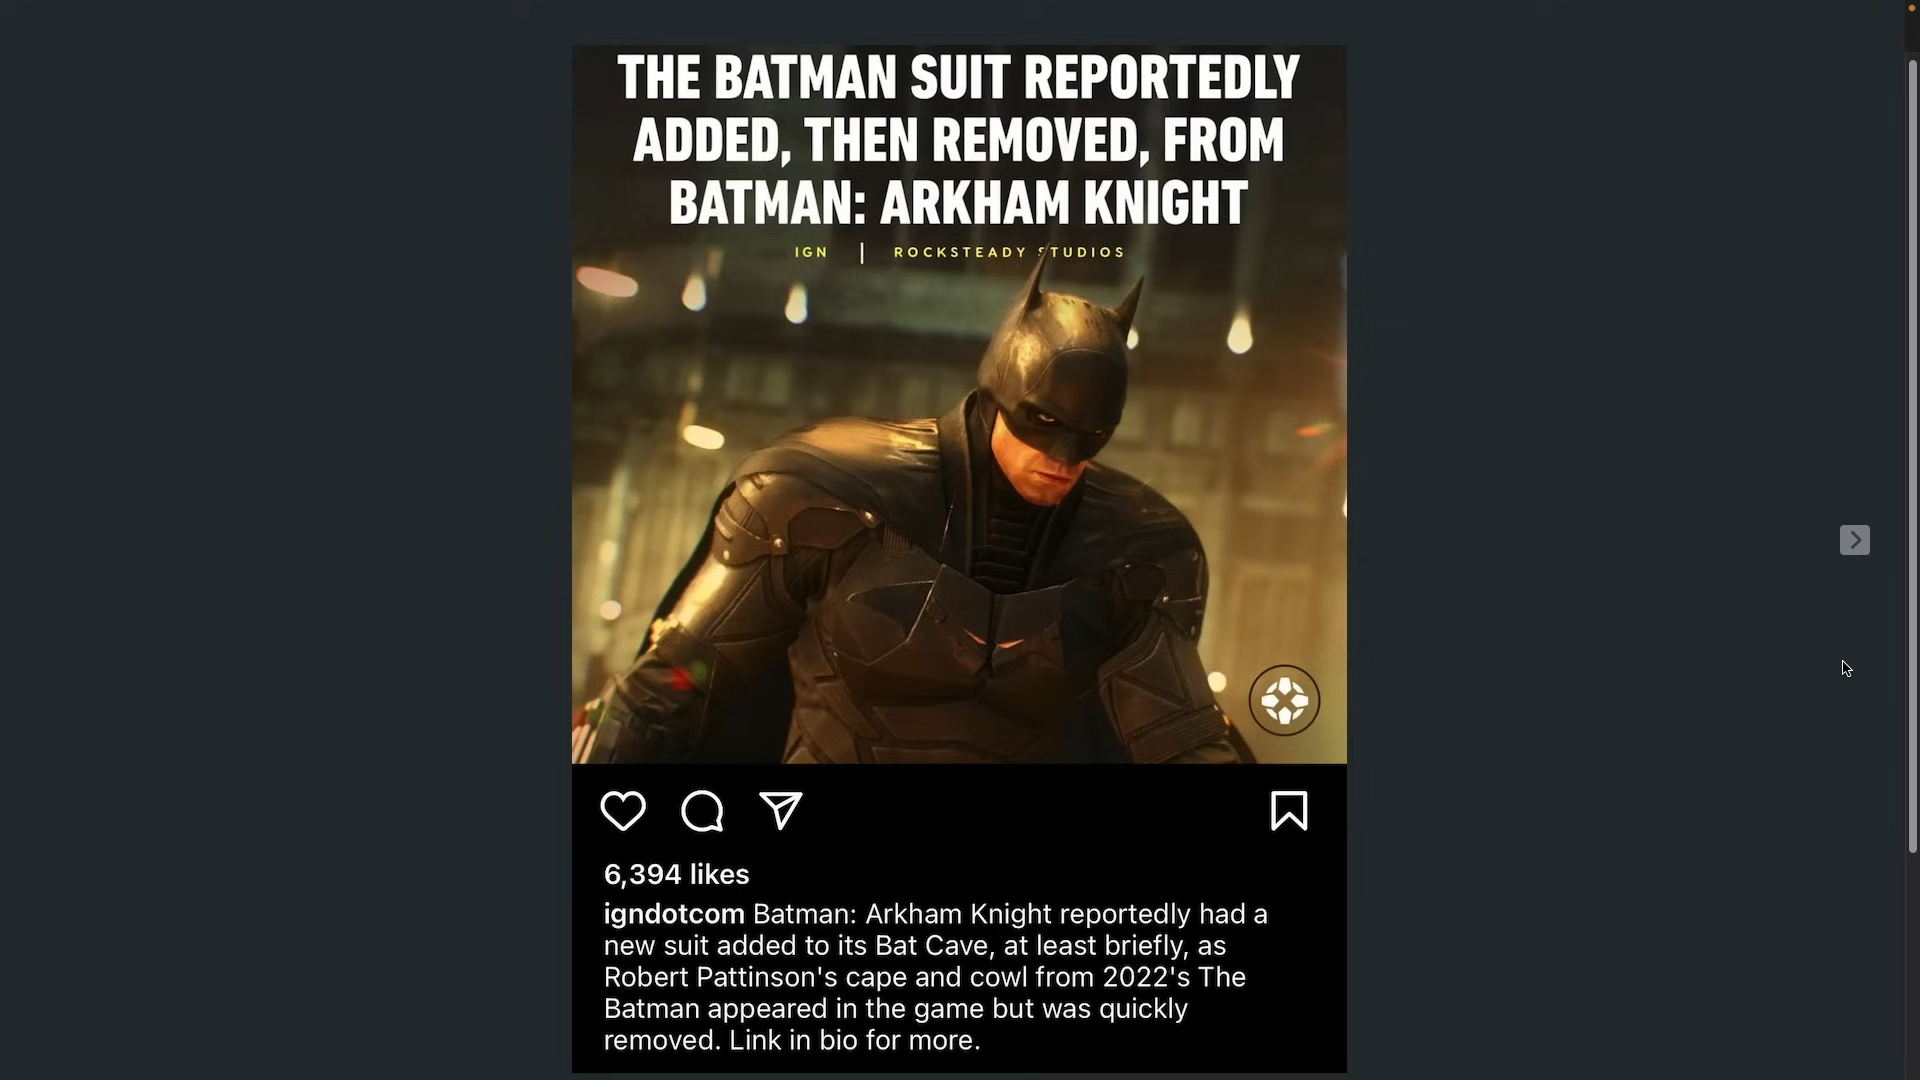 THE BATMAN SUIT REPORTEDLY
ADDED, THEN REMOVED, FROM
BATMAN: ARKHAM KNIGHT
IGN | ROCKSTEADY STUDIOS
6,394 likes
igndotcom Batman: Arkham Knight reportedly had a
new suit added to its Bat Cave, at least briefly, as
Robert Pattinson's cape and cowl from 2022's The
Batman appeared in the game but was quickly
removed. Link in bio for more.